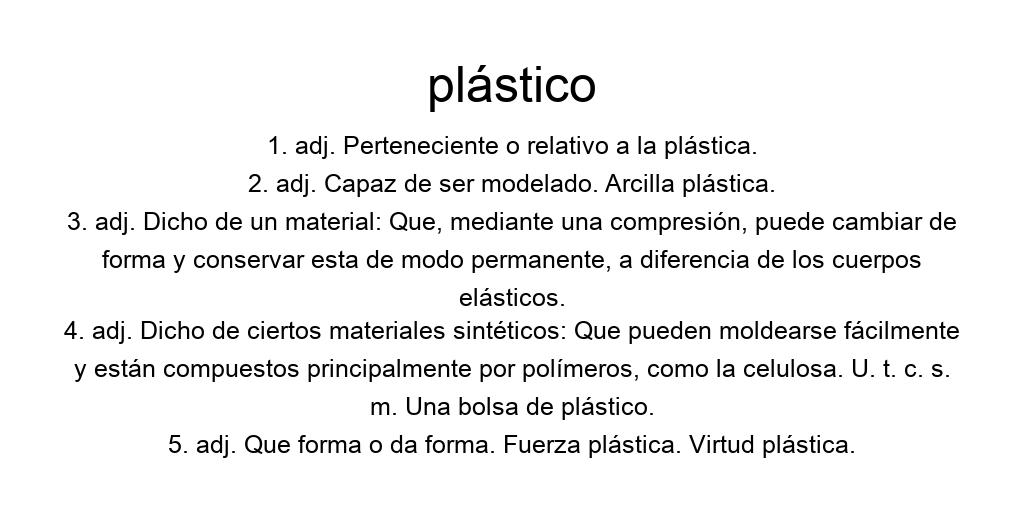 plástico
1. adj. Perteneciente o relativo a la plástica.
2. adj. Capaz de ser modelado. Arcilla plástica.
3. adj. Dicho de un material: Que, mediante una compresión, puede cambiar de
forma y conservar esta de modo permanente, a diferencia de los cuerpos
elásticos.
4. adj. Dicho de ciertos materiales sintéticos: Que pueden moldearse fácilmente
y están compuestos principalmente por polímeros, como la celulosa. U. t. c. s.
m. Una bolsa de plástico.
5. adj. Que forma o da forma. Fuerza plástica. Virtud plástica.